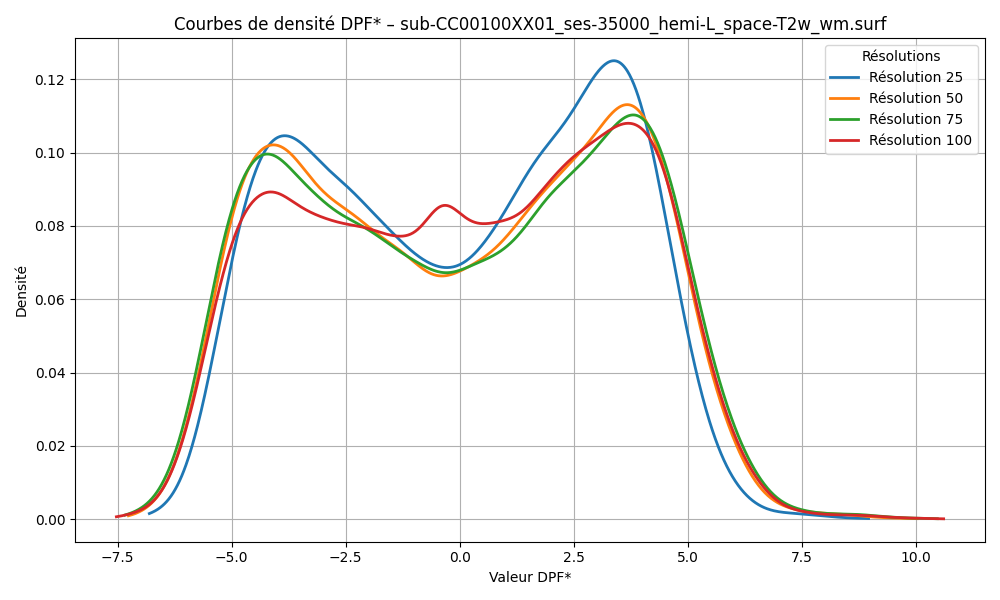 Courbes de densité DPF* – sub-CC00100XX01_ses-35000_hemi-L_space-T2w_wm.surf
Résolutions
Résolution 25
Résolution 50
Résolution 75
Résolution 100
0.12
0.10
0.08
0.06
0.04
0.02
0.00
Densité
−7.5 −5.0 −2.5 0.0 2.5 5.0 7.5 10.0
Valeur DPF*